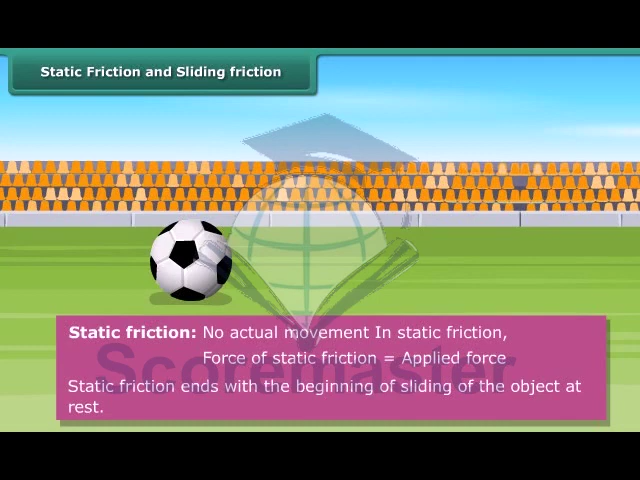 Static Friction and Sliding friction
Static friction: No actual movement In static friction,
Force of static friction = Applied force
Static friction ends with the beginning of sliding of the object at
rest.
Scoremaster